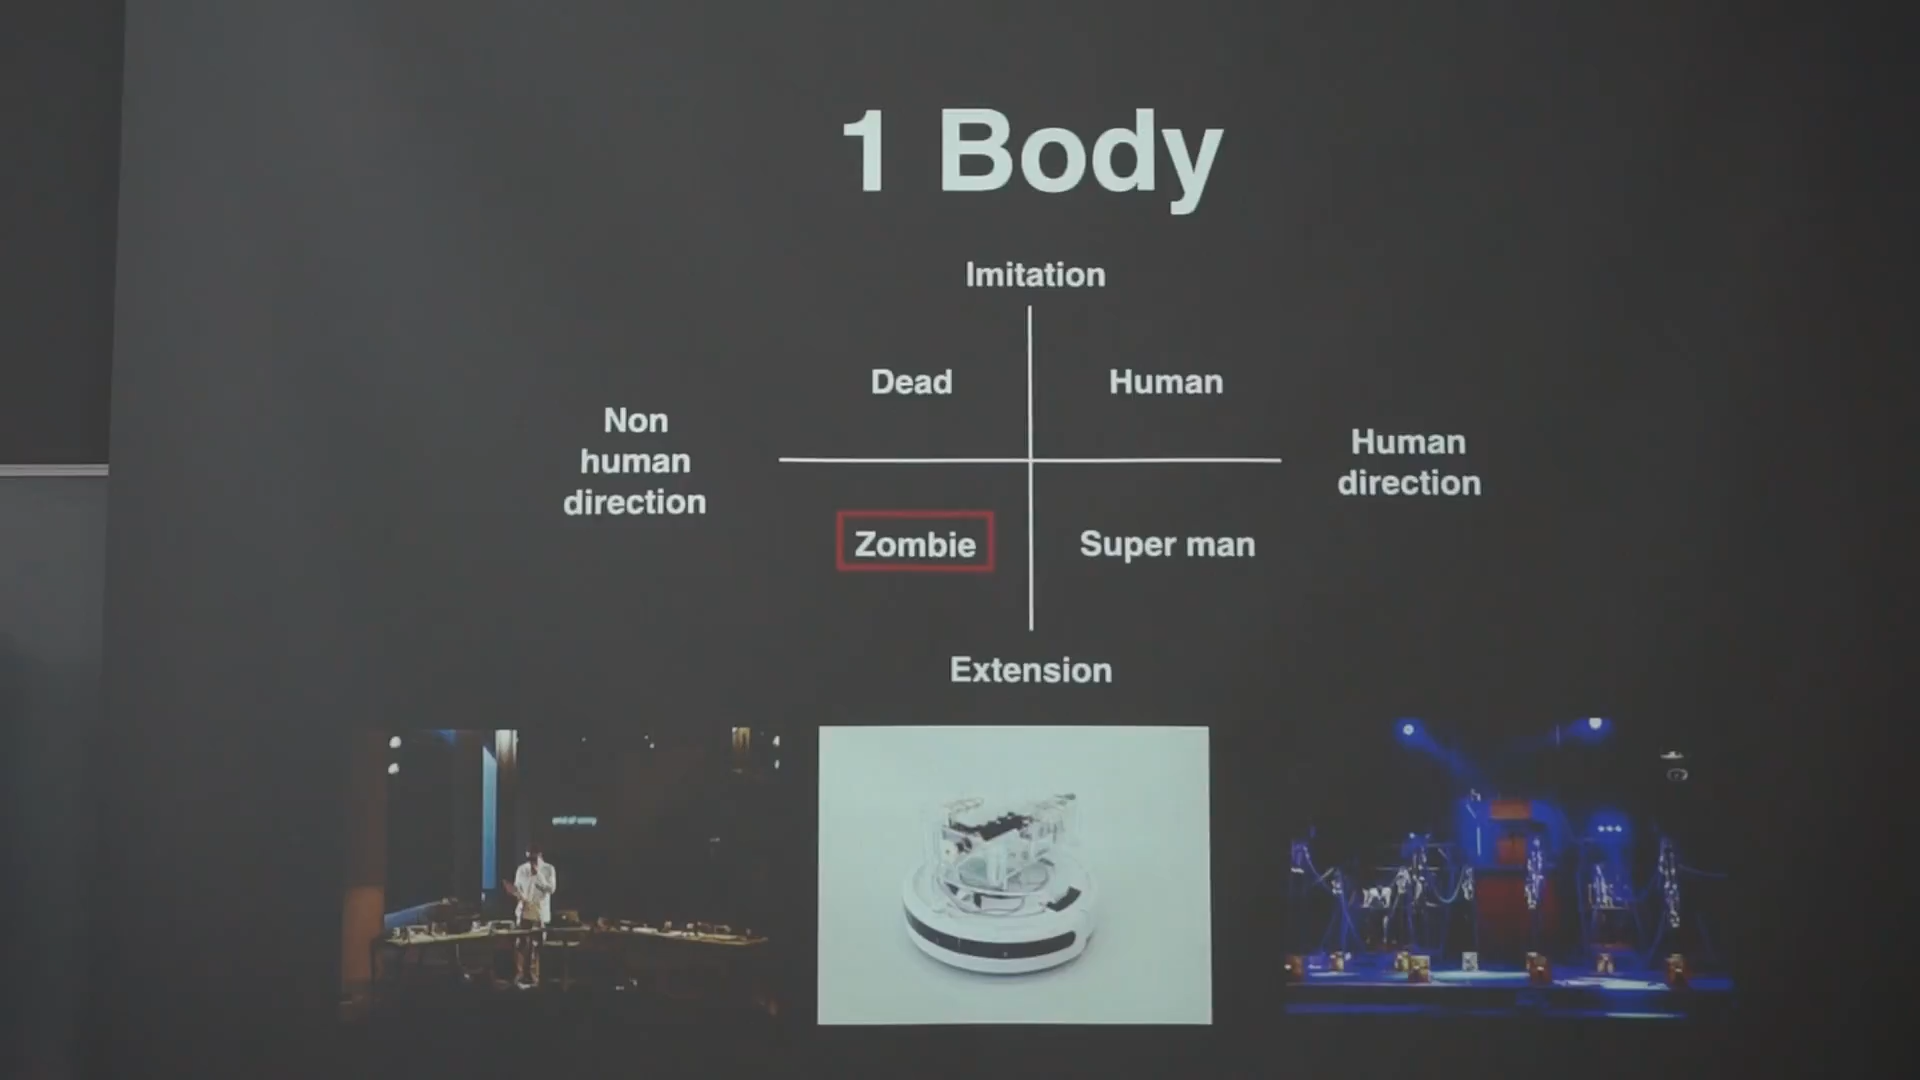 1 Body
Imitation
Dead
Human
Non
human
direction
Human
direction
Zombie
Super man
Extension